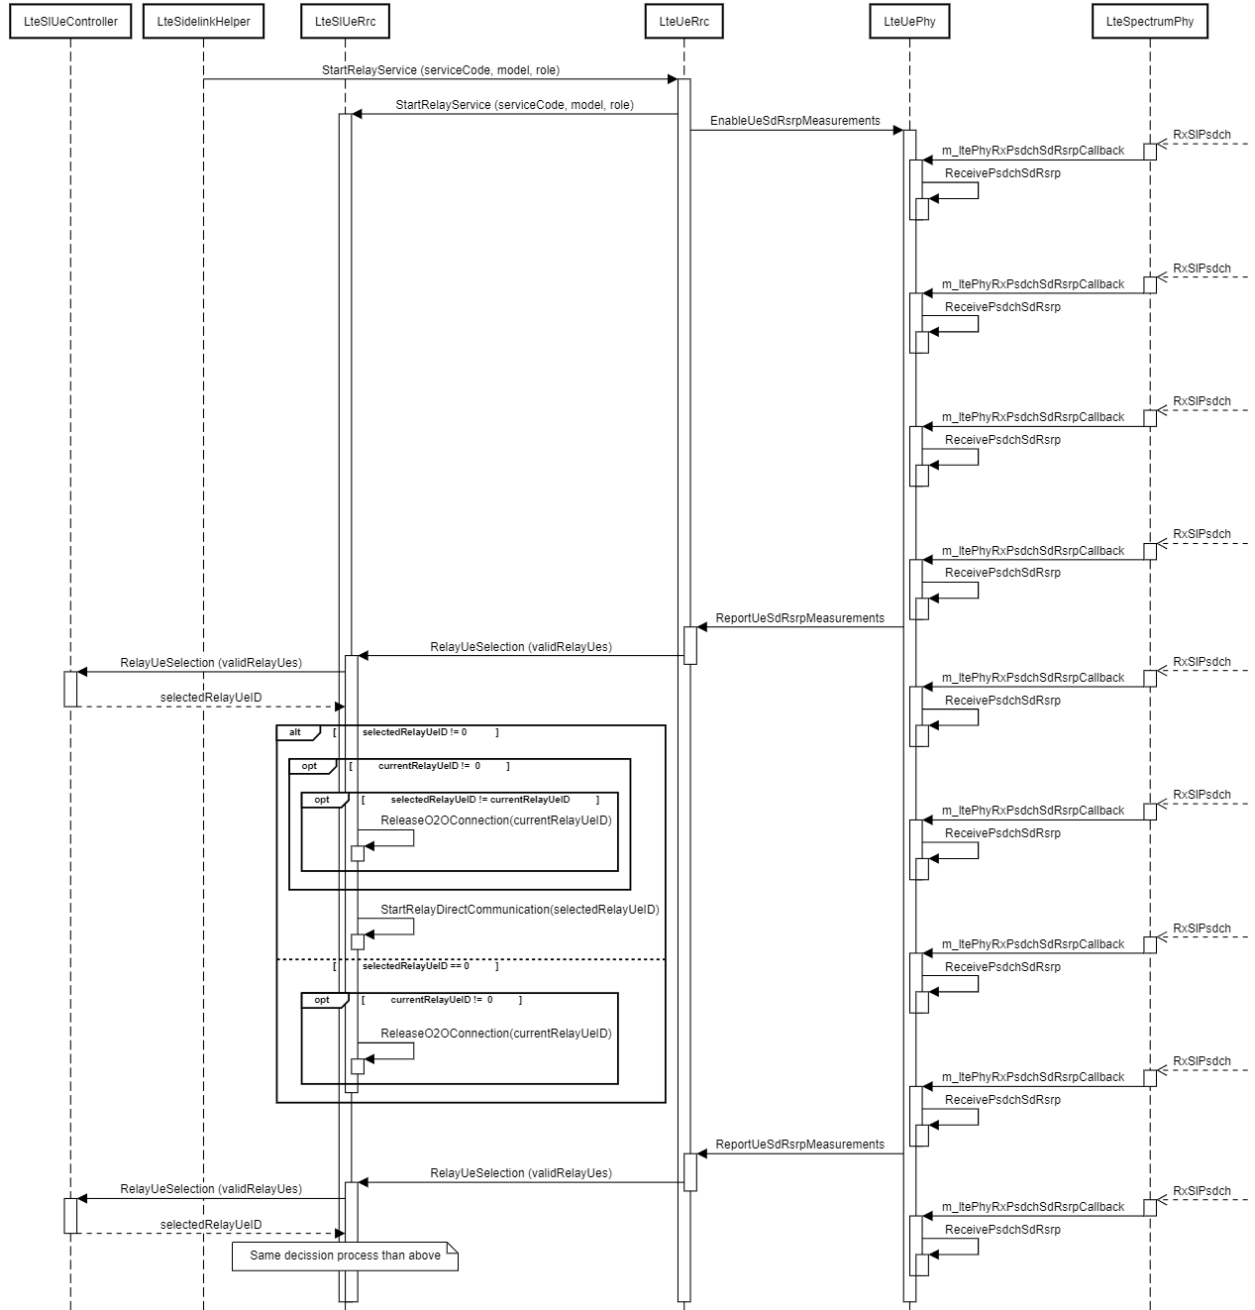 LteSlUeController
LteSidelinkHelper
LteSlUeRrc
LteUeRrc
LteUePhy
LteSpectrumPhy
StartRelayService (serviceCode, model, role)
StartRelayService (serviceCode, model, role)
EnableUeSdRsrpMeasurements
RxSlPsdch
m_ltePhyRxPsdchSdRsrpCallback
ReceivePsdchSdRsrp
RxSlPsdch
m_ltePhyRxPsdchSdRsrpCallback
ReceivePsdchSdRsrp
RxSlPsdch
m_ltePhyRxPsdchSdRsrpCallback
ReceivePsdchSdRsrp
RxSlPsdch
m_ltePhyRxPsdchSdRsrpCallback
ReceivePsdchSdRsrp
ReportUeSdRsrpMeasurements
RelayUeSelection (validRelayUes)
RelayUeSelection (validRelayUes)
RxSlPsdch
m_ltePhyRxPsdchSdRsrpCallback
selectedRelayUeID
ReceivePsdchSdRsrp
alt [ selectedRelayUeID != 0 ]
opt [ currentRelayUeID != 0 ]
opt [ selectedRelayUeID != currentRelayUeID ]
RxSlPsdch
m_ltePhyRxPsdchSdRsrpCallback
ReleaseO2OConnection(currentRelayUeID)
ReceivePsdchSdRsrp
StartRelayDirectCommunication(selectedRelayUeID)
RxSlPsdch
m_ltePhyRxPsdchSdRsrpCallback
[ selectedRelayUeID == 0 ]
ReceivePsdchSdRsrp
opt [ currentRelayUeID != 0 ]
ReleaseO2OConnection(currentRelayUeID)
RxSlPsdch
m_ltePhyRxPsdchSdRsrpCallback
ReceivePsdchSdRsrp
ReportUeSdRsrpMeasurements
RelayUeSelection (validRelayUes)
RelayUeSelection (validRelayUes)
RxSlPsdch
m_ltePhyRxPsdchSdRsrpCallback
selectedRelayUeID
ReceivePsdchSdRsrp
Same decission process than above